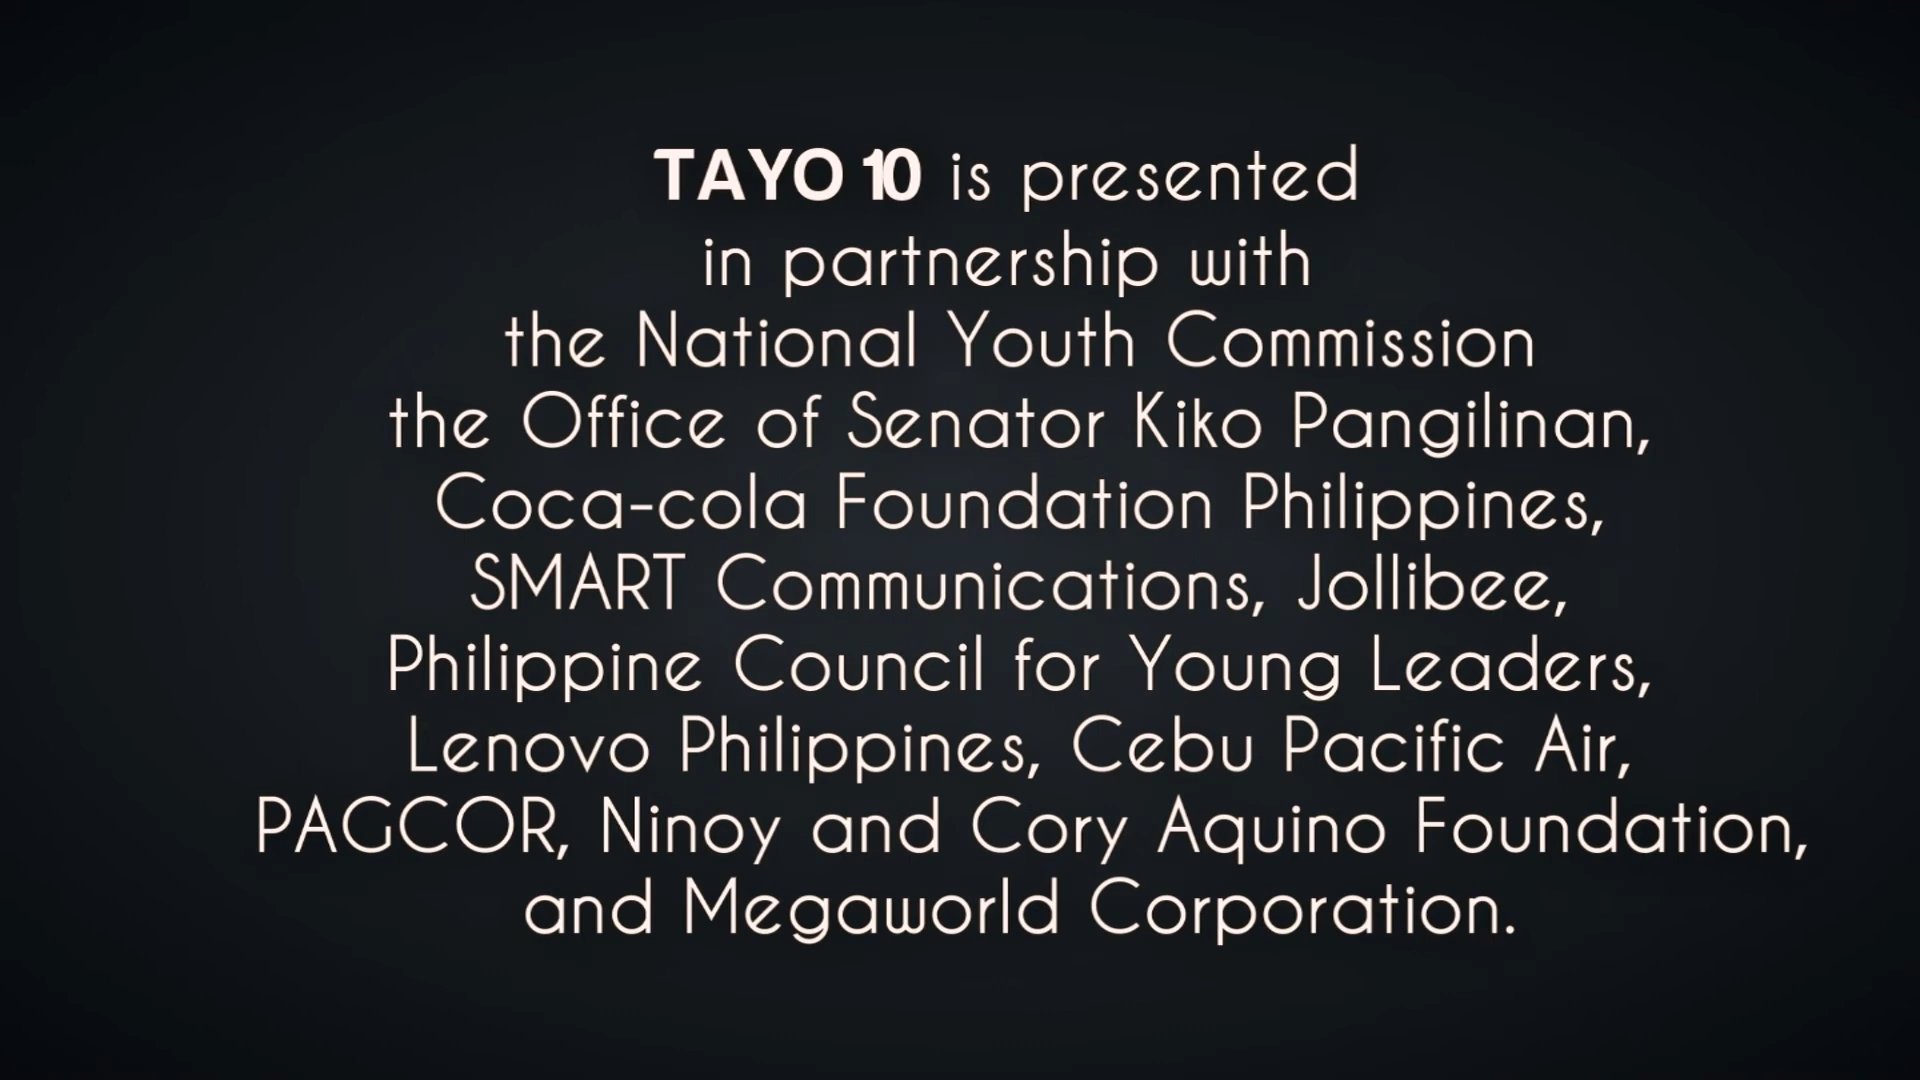 TAYO 10 is presented
in partnership with
the National Youth Commission
the Office of Senator Kiko Pangilinan,
Coca-cola Foundation Philippines,
SMART Communications, Jollibee,
Philippine Council for Young Leaders,
Lenovo Philippines, Cebu Pacific Air,
PAGCOR, Ninoy and Cory Aquino Foundation,
and Megaworld Corporation.